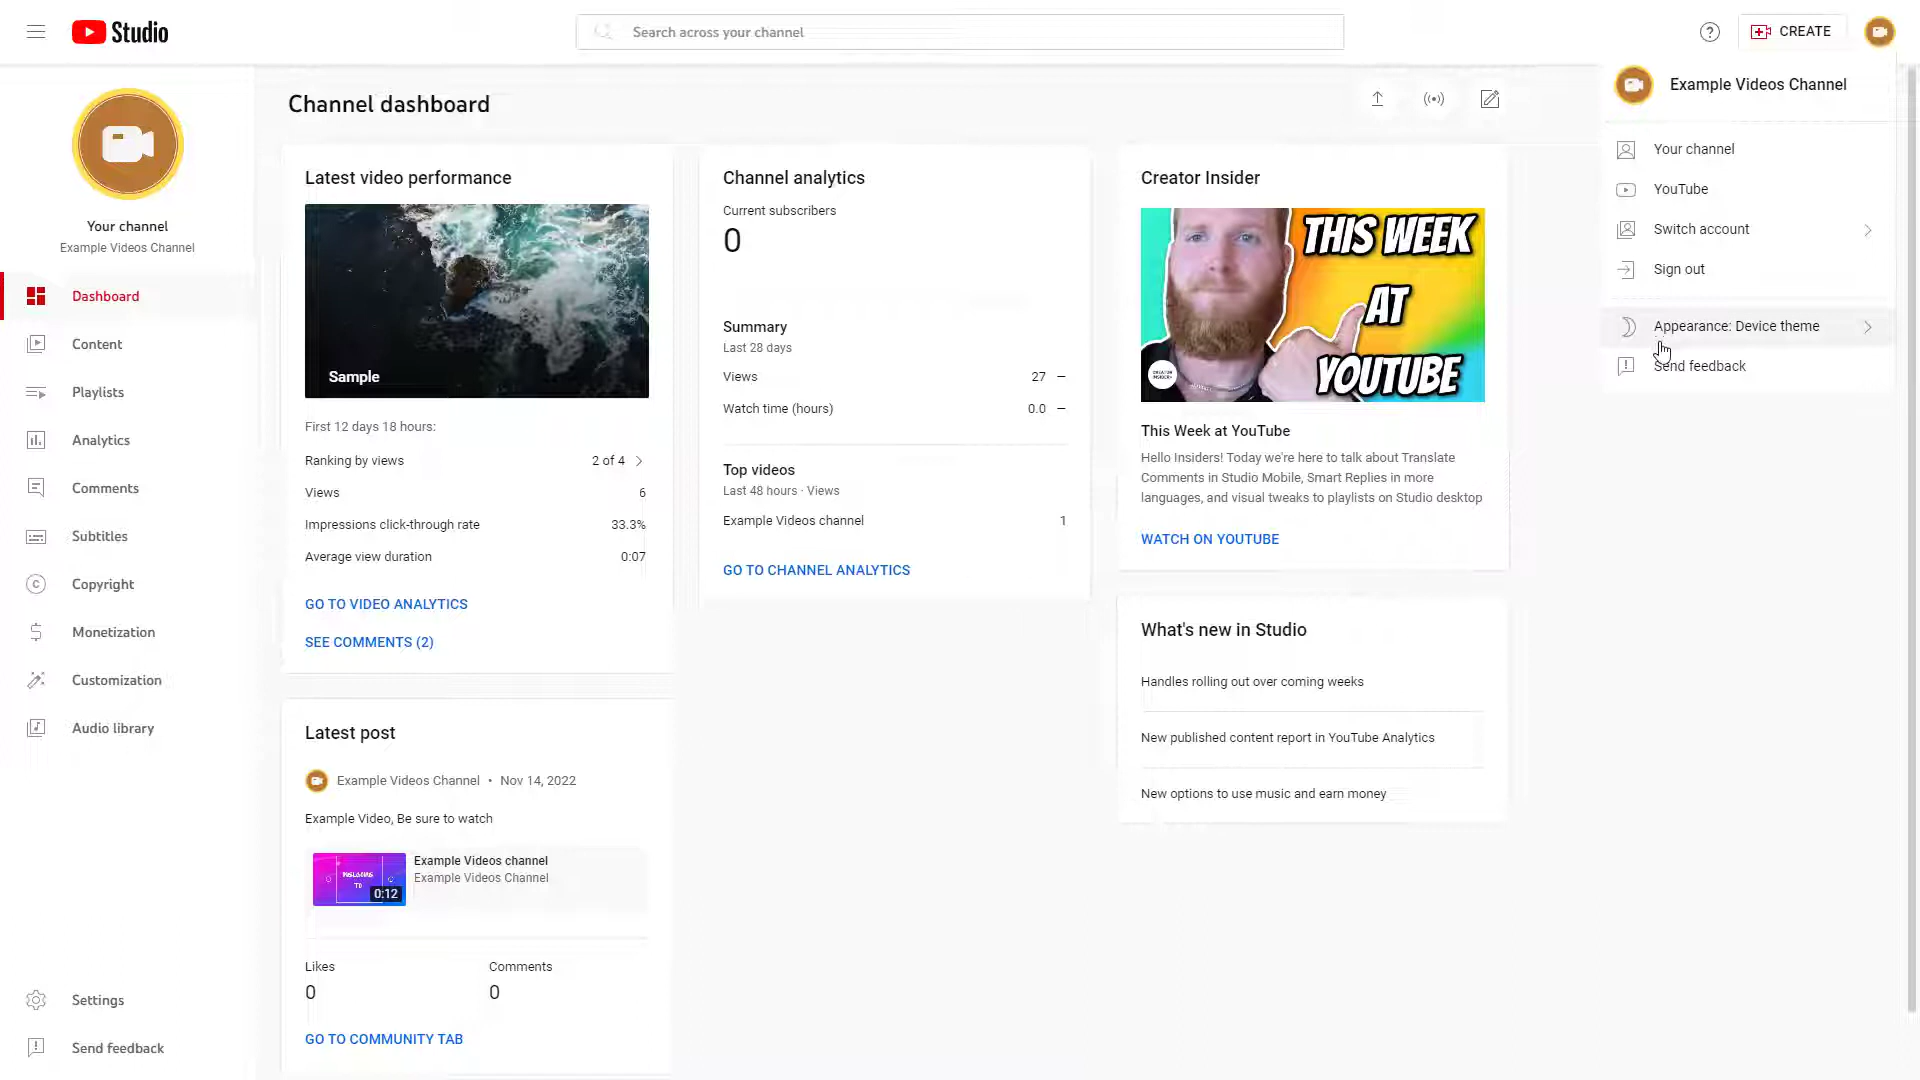 Studio
Search across your channel
CREATE
Example Videos Channel
Your channel
YouTube
Switch account
Sign out
Appearance: Device theme
Send feedback
Your channel
Example Videos Channel
Dashboard
Content
Playlists
Analytics
Comments
Subtitles
Copyright
Monetization
Customization
Audio library
Settings
Send feedback
Channel dashboard
Latest video performance
Sample
First 12 days 18 hours:
Ranking by views 2 of 4
Views 6
Impressions click-through rate 33.3%
Average view duration 0:07
GO TO VIDEO ANALYTICS
SEE COMMENTS (2)
Latest post
Example Videos Channel • Nov 14, 2022
Example Video, Be sure to watch
TO
0:12
Example Videos channel
Example Videos Channel
Likes Comments
0 0
GO TO COMMUNITY TAB
Channel analytics
Current subscribers
0
Summary
Last 28 days
Views 27 —
Watch time (hours) 0.0 —
Top videos
Last 48 hours · Views
Example Videos channel 1
GO TO CHANNEL ANALYTICS
Creator Insider
THIS WEEK
AT
YOUTUBE
This Week at YouTube
Hello Insiders! Today we're here to talk about Translate
Comments in Studio Mobile, Smart Replies in more
languages, and visual tweaks to playlists on Studio desktop
WATCH ON YOUTUBE
What's new in Studio
Handles rolling out over coming weeks
New published content report in YouTube Analytics
New options to use music and earn money